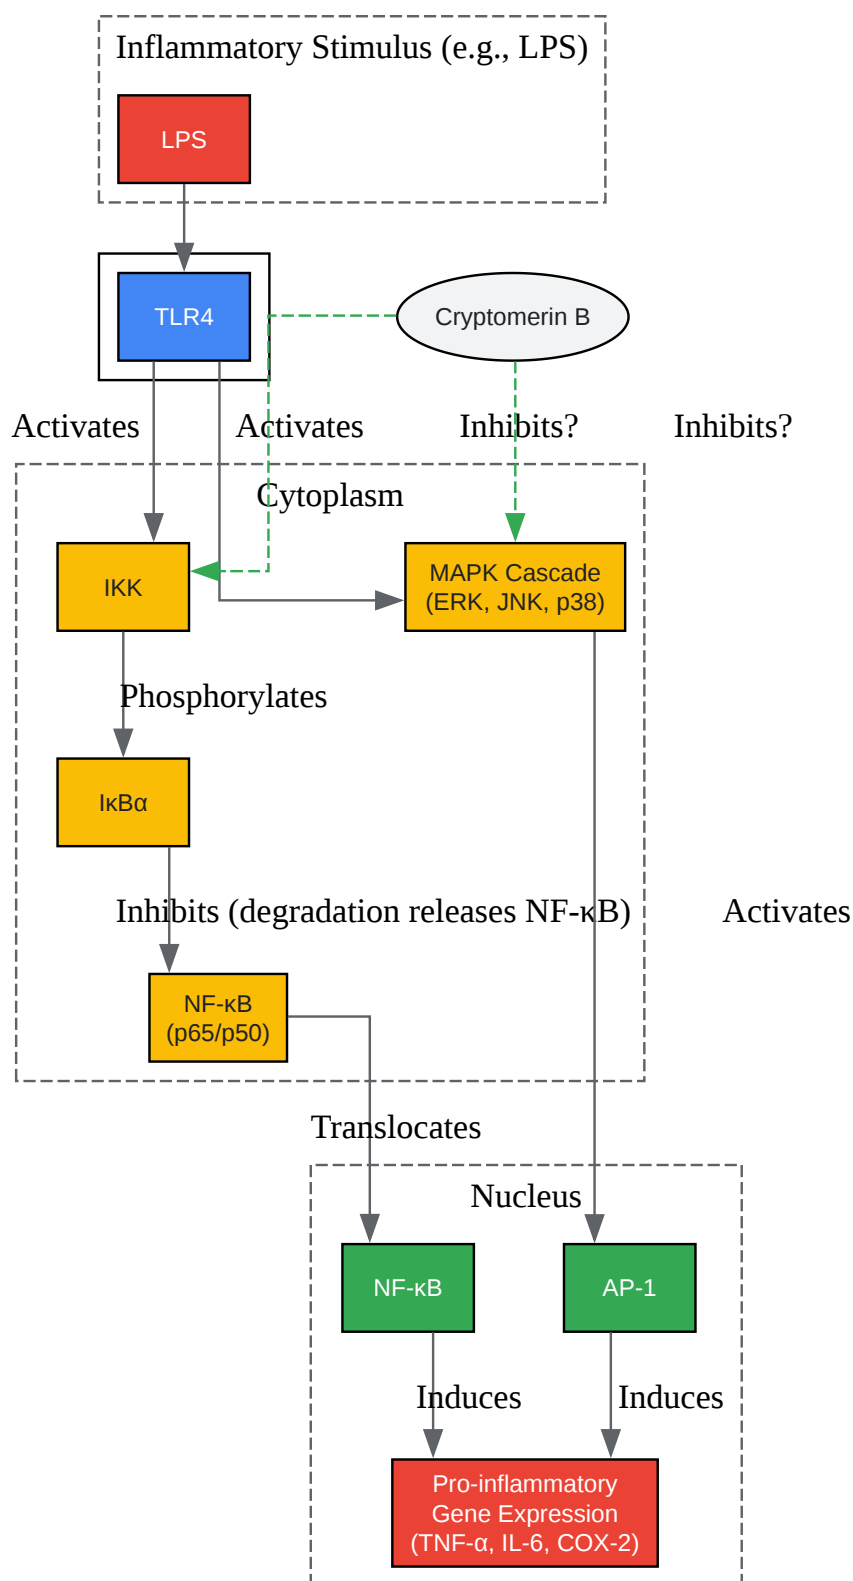 Inflammatory Stimulus (e.g., LPS)
LPS
TLR4
Cryptomerin B
Activates
Activates
Inhibits?
Inhibits?
Cytoplasm
IKK
MAPK Cascade
(ERK, JNK, p38)
Phosphorylates
IκBα
Inhibits (degradation releases NF-κB)
Activates
NF-κB
(p65/p50)
Translocates
Nucleus
NF-κB
AP-1
Induces
Induces
Pro-inflammatory
Gene Expression
(TNF-α, IL-6, COX-2)